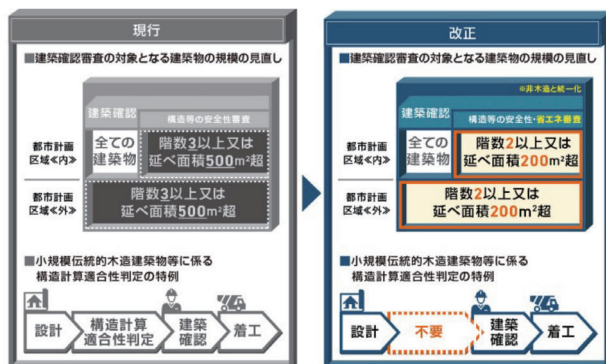 現行
■建築確認審査の対象となる建築物の規模の見直し
建築確認
構造等の安全性審査
都市計画
区域≪内≫
全ての
建築物
階数3以上又は
延べ面積500m²超
都市計画
区域≪外≫
階数3以上又は
延べ面積500m²超
■小規模伝統的木造建築物等に係る
構造計算適合性判定の特例
設計
構造計算
適合性判定
建築
確認
着工
改正
■建築確認審査の対象となる建築物の規模の見直し
※非木造と統一化
建築確認
構造等の安全性・省エネ審査
都市計画
区域≪内≫
全ての
建築物
階数2以上又は
延べ面積200m²超
都市計画
区域≪外≫
階数2以上又は
延べ面積200m²超
■小規模伝統的木造建築物等に係る
構造計算適合性判定の特例
設計
不要
建築
確認
着工